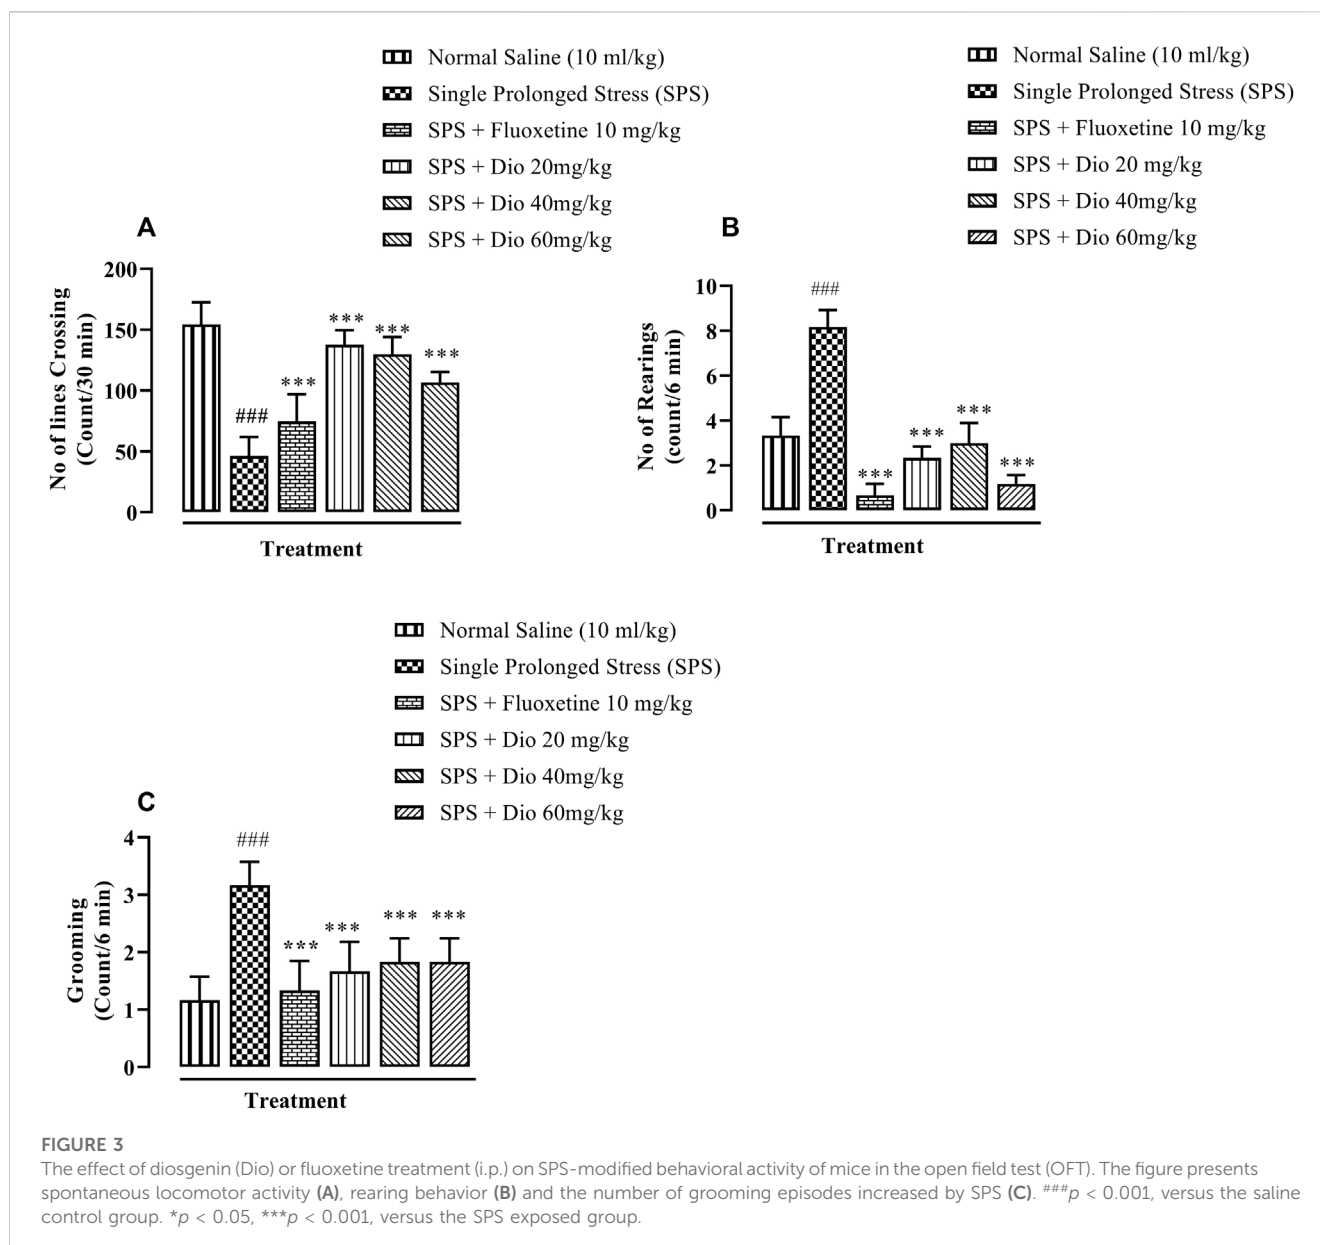 Normal Saline (10 ml/kg)
Single Prolonged Stress (SPS)
SPS + Fluoxetine 10 mg/kg
SPS + Dio 20mg/kg
SPS + Dio 40mg/kg
SPS + Dio 60mg/kg
A
No of lines Crossing
(Count/30 min)
200
150
100
50
0
###
***
***
***
***
Treatment
Normal Saline (10 ml/kg)
Single Prolonged Stress (SPS)
SPS + Fluoxetine 10 mg/kg
SPS + Dio 20 mg/kg
SPS + Dio 40mg/kg
SPS + Dio 60mg/kg
B
No of Rearings
(count/6 min)
10
8
6
4
2
0
###
***
***
***
***
Treatment
Normal Saline (10 ml/kg)
Single Prolonged Stress (SPS)
SPS + Fluoxetine 10 mg/kg
SPS + Dio 20 mg/kg
SPS + Dio 40mg/kg
SPS + Dio 60mg/kg
C
Grooming
(Count/6 min)
4
3
2
1
0
###
***
***
***
***
Treatment
FIGURE 3
The effect of diosgenin (Dio) or fluoxetine treatment (i.p.) on SPS-modified behavioral activity of mice in the open field test (OFT). The figure presents
spontaneous locomotor activity (A), rearing behavior (B) and the number of grooming episodes increased by SPS (C). ###p < 0.001, versus the saline
control group. *p < 0.05, ***p < 0.001, versus the SPS exposed group.